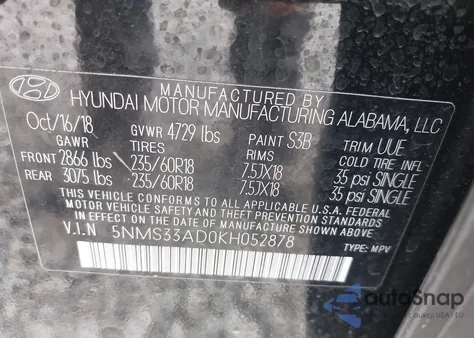 MANUFACTURED BY
HYUNDAI MOTOR MANUFACTURING ALABAMA, LLC
Oct/16/18 GVWR 4729 lbs PAINT S3B TRIM UUE
GAWR TIRES RIMS COLD TIRE INFL
FRONT 2866 lbs 235/60R18 7.5JX18 35 psi SINGLE
REAR 3075 lbs 235/60R18 7.5JX18 35 psi SINGLE
THIS VEHICLE CONFORMS TO ALL APPLICABLE U.S.A. FEDERAL
MOTOR VEHICLE SAFETY AND THEFT PREVENTION STANDARDS
IN EFFECT ON THE DATE OF MANUFACTURE SHOWN ABOVE.
V.I.N 5NMS33AD0KH052878 TYPE: MPV
autoSnap